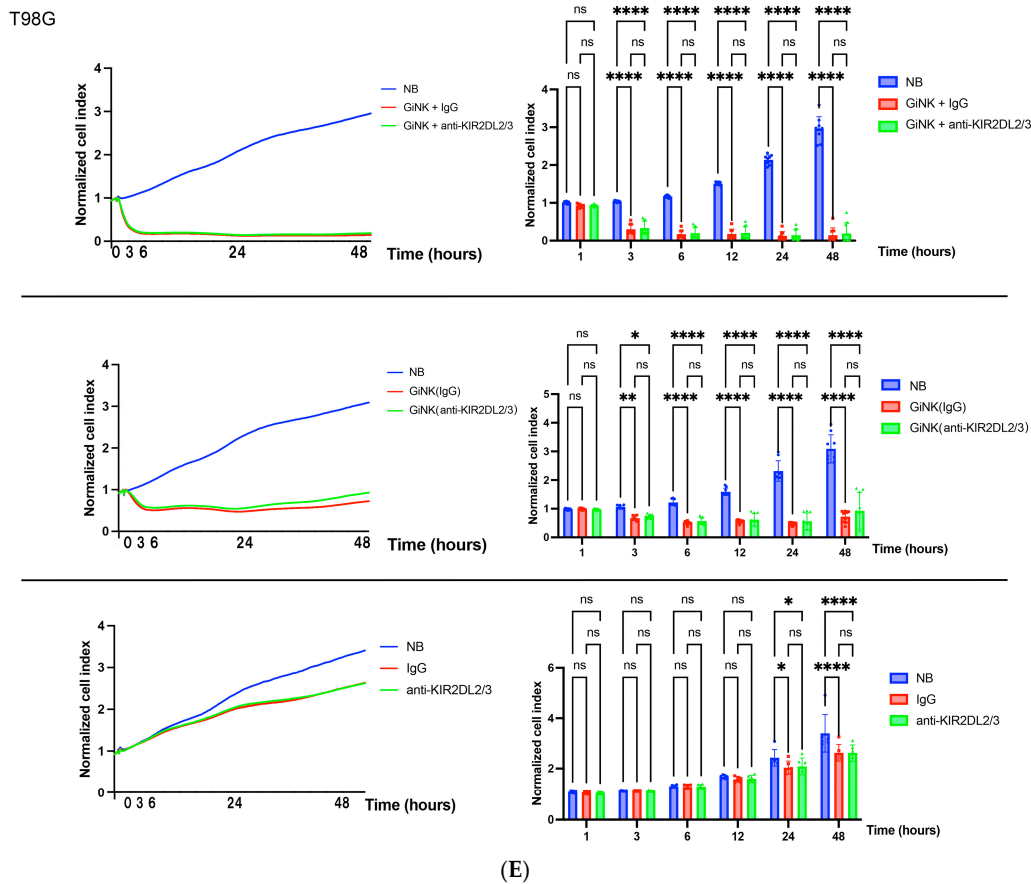 T98G
Normalized cell index
4
3
2
1
0
0 3 6 24 48
Time (hours)
NB
GiNK + IgG
GiNK + anti-KIR2DL2/3
ns **** **** **** **** ****
ns ns ns ns ns
ns **** **** **** **** ****
Normalized cell index
4
3
2
1
0
1 3 6 12 24 48
Time (hours)
NB
GiNK + IgG
GiNK + anti-KIR2DL2/3
Normalized cell index
4
3
2
1
0
0 3 6 24 48
Time (hours)
NB
GiNK(IgG)
GiNK(anti-KIR2DL2/3)
ns * **** **** **** ****
ns ns ns ns ns ns
ns ** **** **** **** ****
Normalized cell index
5
4
3
2
1
0
1 3 6 12 24 48
Time (hours)
NB
GiNK(IgG)
GiNK(anti-KIR2DL2/3)
Normalized cell index
4
3
2
1
0
0 3 6 24 48
Time (hours)
NB
IgG
anti-KIR2DL2/3
ns ns ns ns * ****
ns ns ns ns ns ns
ns ns ns ns * ****
Normalized cell index
6
4
2
0
1 3 6 12 24 48
Time (hours)
NB
IgG
anti-KIR2DL2/3
(E)